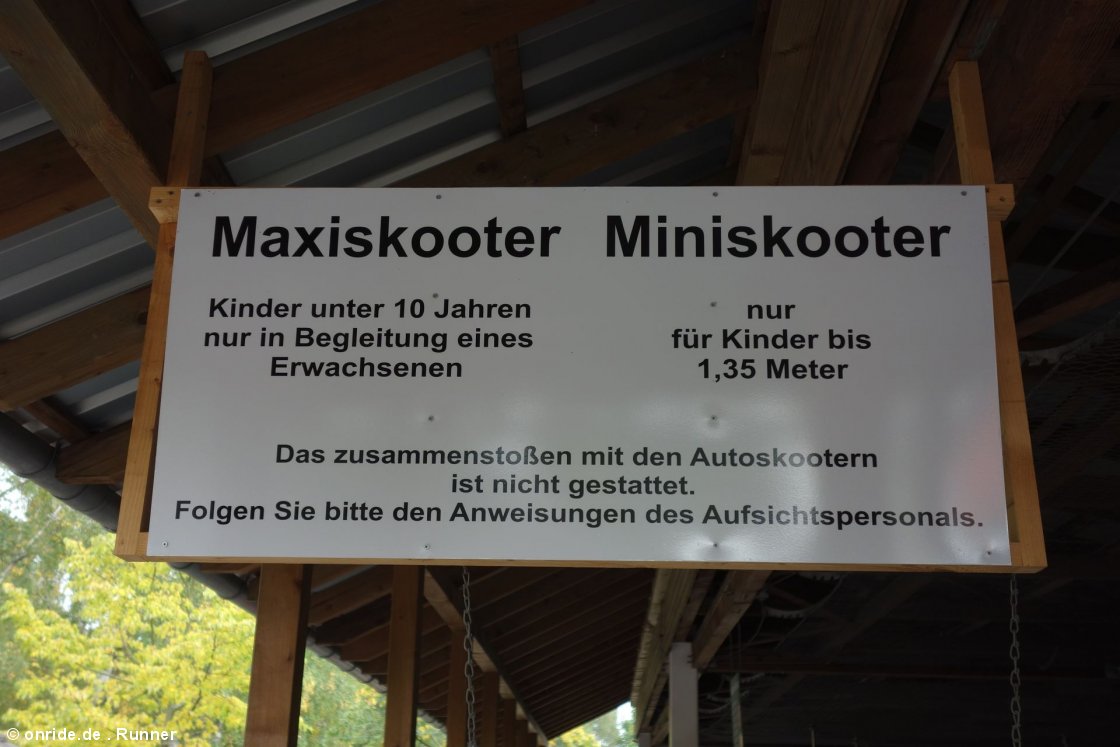 Maxiskooter Miniskooter
Kinder unter 10 Jahren
nur in Begleitung eines
Erwachsenen
nur
für Kinder bis
1,35 Meter
Das zusammenstoßen mit den Autoskootern
ist nicht gestattet.
Folgen Sie bitte den Anweisungen des Aufsichtspersonals.
© onride.de . Runner